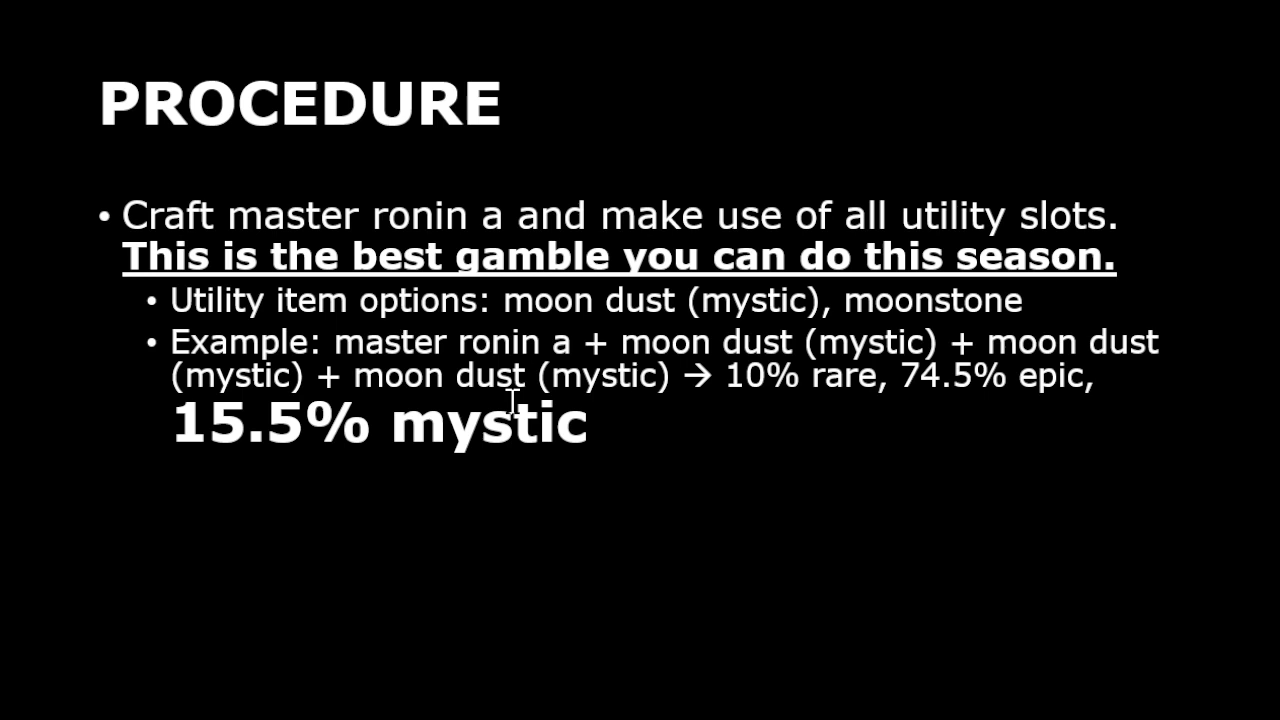 PROCEDURE
• Craft master ronin a and make use of all utility slots.
This is the best gamble you can do this season.
• Utility item options: moon dust (mystic), moonstone
• Example: master ronin a + moon dust (mystic) + moon dust
(mystic) + moon dust (mystic) → 10% rare, 74.5% epic,
15.5% mystic